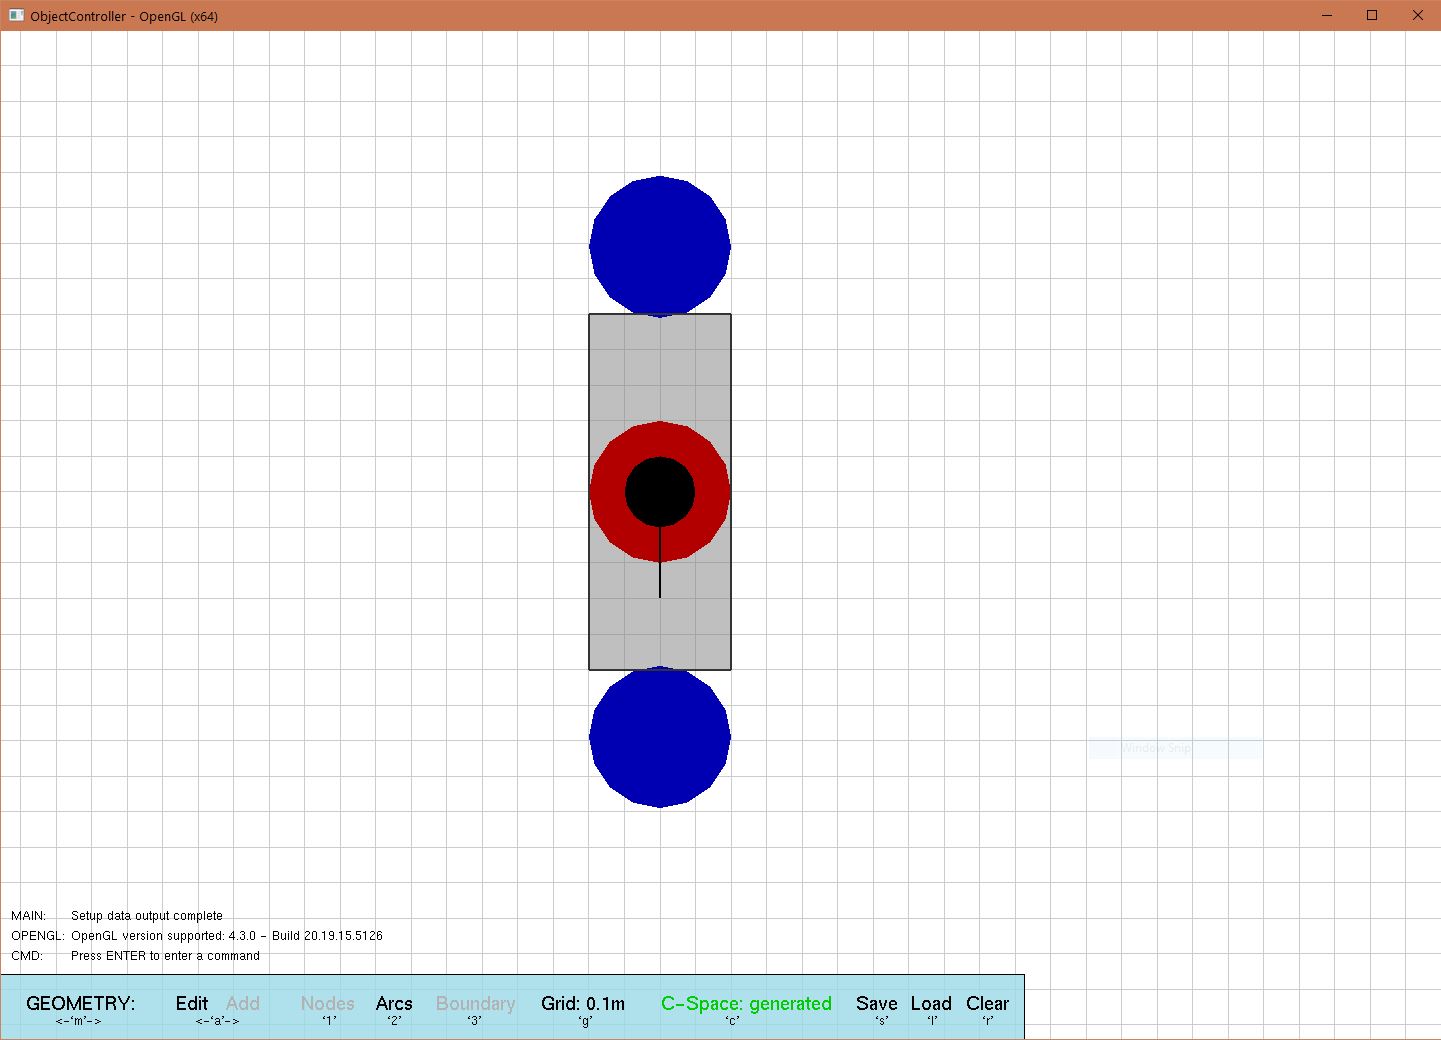 ObjectController - OpenGL (x64)
Window Snip
MAIN: Setup data output complete
OPENGL: OpenGL version supported: 4.3.0 - Build 20.19.15.5126
CMD: Press ENTER to enter a command
GEOMETRY: Edit Add Nodes Arcs Boundary Grid: 0.1m C-Space: generated Save Load Clear
<-'m'-> <-'a'-> '1' '2' '3' 'g' 'c' 's' 'l' 'r'